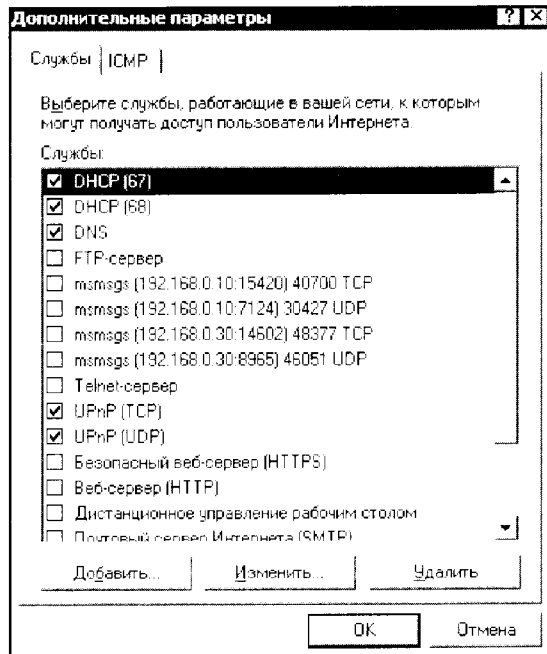 Дополнительные параметры
Службы ICMP
Выберите службы, работающие в вашей сети, к которым
могут получать доступ пользователи Интернета.
Службы:
DHCP (67)
DHCP (68)
DNS
FTP-сервер
msmsgs (192.168.0.10:15420) 40700 TCP
msmsgs (192.168.0.10:7124) 30427 UDP
msmsgs (192.168.0.30:14602) 48377 TCP
msmsgs (192.168.0.30:8965) 46051 UDP
Telnet-сервер
UPnP (TCP)
UPnP (UDP)
Безопасный веб-сервер (HTTPS)
Веб-сервер (HTTP)
Дистанционное управление рабочим столом
Почтовый сервер Интернета (SMTP)
Добавить... Изменить... Удалить
OK Отмена